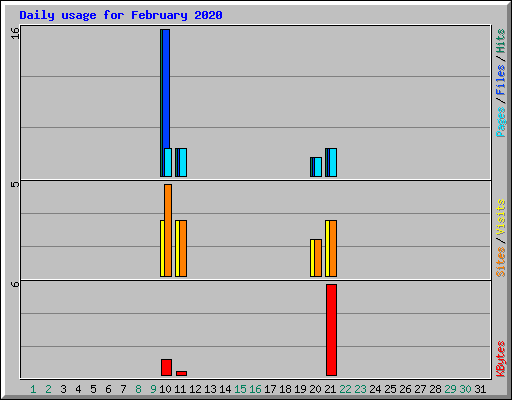 Daily usage for February 2020
16
5
6
Pages / Files / Hits
Sites / Visits
KBytes
1 2 3 4 5 6 7 8 9 10 11 12 13 14 15 16 17 18 19 20 21 22 23 24 25 26 27 28 29 30 31